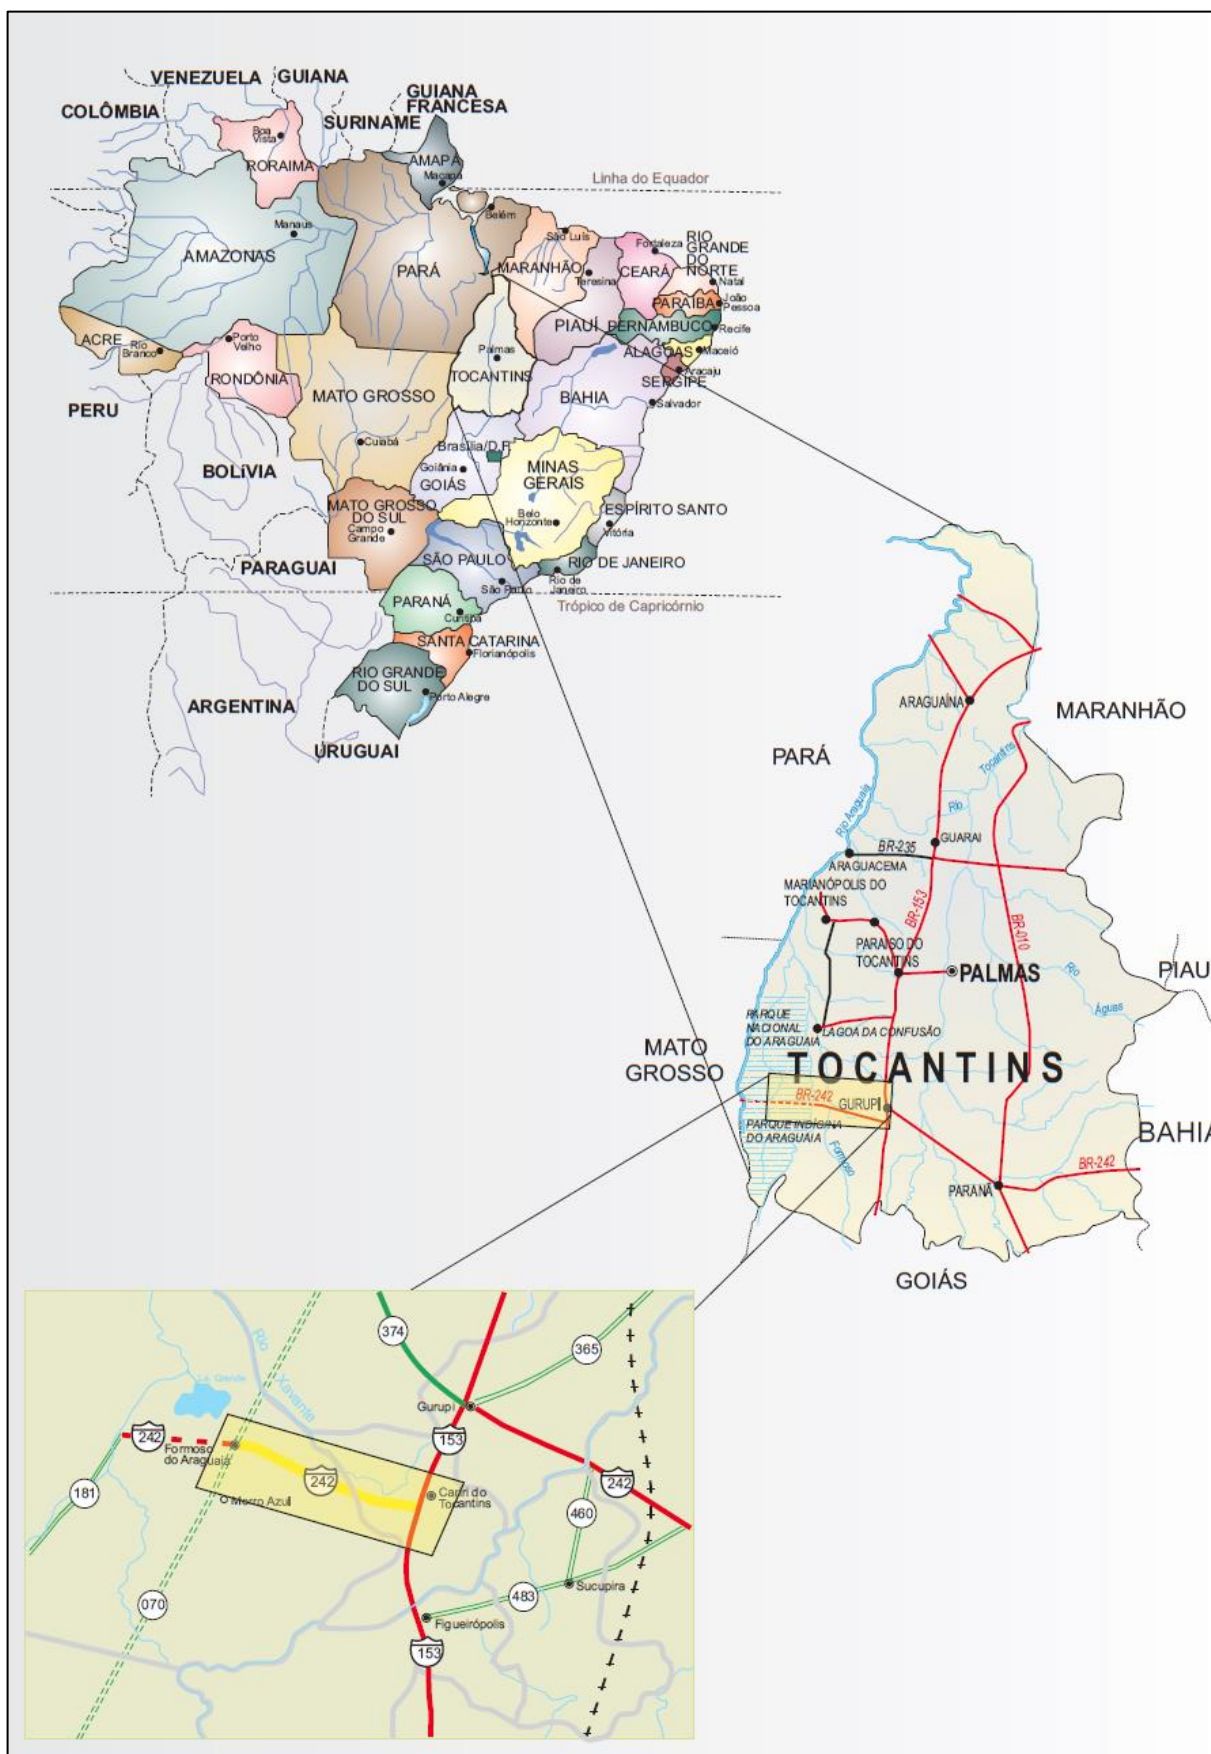 VENEZUELA
GUIANA
COLÔMBIA
GUIANA
FRANCESA
SURINAME
Boa
Vista
RORAIMA
AMAPÁ
Macapá
Linha do Equador
Belém
Manaus
AMAZONAS
PARÁ
São Luís
MARANHÃO
Teresina
Fortaleza
CEARÁ
RIO
GRANDE
DO
NORTE
Natal
PARAÍBA
João
Pessoa
PIAUÍ
PERNAMBUCO
Recife
ACRE
Rio
Branco
Porto
Velho
RONDÔNIA
Palmas
TOCANTINS
ALAGOAS
Maceió
Aracaju
SERGIPE
MATO GROSSO
BAHIA
Salvador
PERU
Cuiabá
BOLÍVIA
Brasília/D.F.
Goiânia
GOIÁS
MINAS
GERAIS
Belo
Horizonte
ESPÍRITO SANTO
Vitória
MATO GROSSO
DO SUL
Campo
Grande
SÃO PAULO
RIO DE JANEIRO
Rio de
Janeiro
São Paulo
PARAGUAI
Trópico de Capricórnio
PARANÁ
Curitiba
SANTA CATARINA
Florianópolis
RIO GRANDE
DO SUL
Porto Alegre
ARGENTINA
URUGUAI
ARAGUAÍNA
MARANHÃO
PARÁ
Tocantins
Rio
Rio Araguaia
GUARAI
BR-235
ARAGUACEMA
MARIANÓPOLIS DO
TOCANTINS
BR-153
BR-010
PARAISO DO
TOCANTINS
PALMAS
Rio
Águas
PIAU
PARQUE
NACIONAL
DO ARAGUAIA
LAGOA DA CONFUSÃO
MATO
GROSSO
TOCANTINS
BR-242
GURUPI
PARQUE INDÍGINA
DO ARAGUAIA
Formoso
BAHIA
BR-242
PARANÃ
GOIÁS
374
365
Rio
Xavante
La. Grande
Gurupi
242
153
Formoso
do Araguaia
242
242
181
Morro Azul
Cariri do
Tocantins
460
070
483
Sucupira
Figueirópolis
153